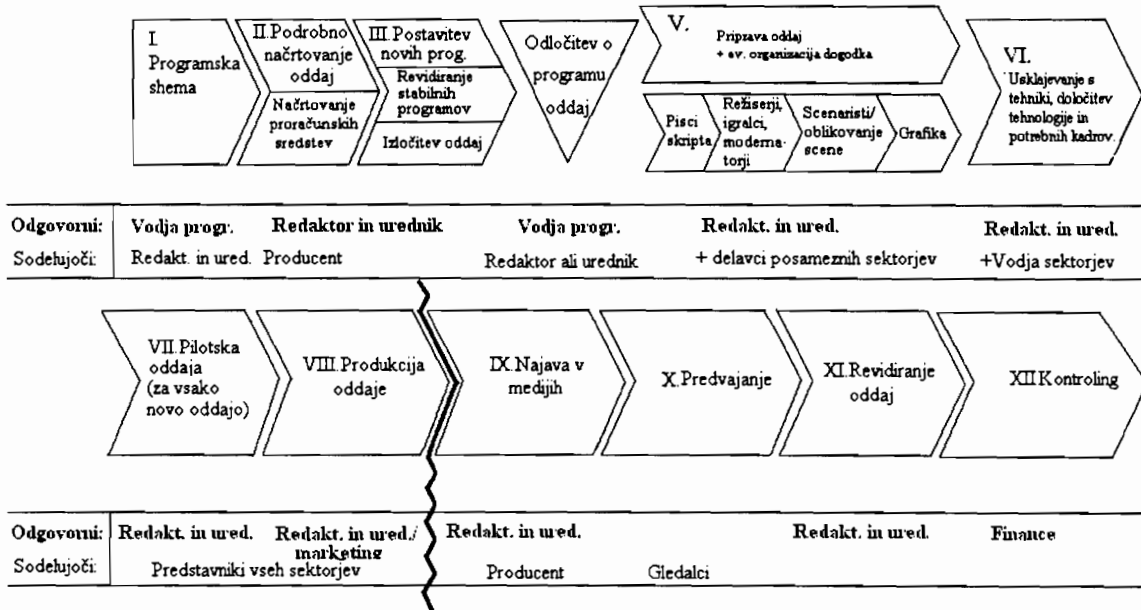 I.
Programska
shema
II.Podrobno
načrtovanje
oddaj
Načrtovanje
proračunskih
sredstev
III.Postavitev
novih prog.
Revidiranje
stabilnih
programov
Izločitev oddaj
Odločitev o
programu
oddaj
V.
Priprava oddaj
+ ev. organizacija dogodka
Pisci
skripta
Režiserji,
igralci,
moderna-
torji
Scenaristi/
oblikovanje
scene
Grafika
VI.
Usklajevanje s
tehniki, določitev
tehnologije in
potrebnih kadrov.
Odgovorni: Vodja progr. Redaktor in urednik Vodja progr. Redakt. in ured. Redakt. in ured.
Sodelujoči: Redakt. in ured. Producent Redaktor ali urednik + delavci posameznih sektorjev +Vodja sektorjev
VII.Pilotska
oddaja
(za vsako
novo oddajo)
VIII.Produkcija
oddaje
IX.Najava v
medijih
X.Predvajanje
XI.Revidiranje
oddaj
XII Kontroling
Odgovorni: Redakt. in ured. Redakt. in ured./ Redakt. in ured. Redakt. in ured. Finance
marketing
Sodelujoči: Predstavniki vseh sektorjev Producent Gledalci